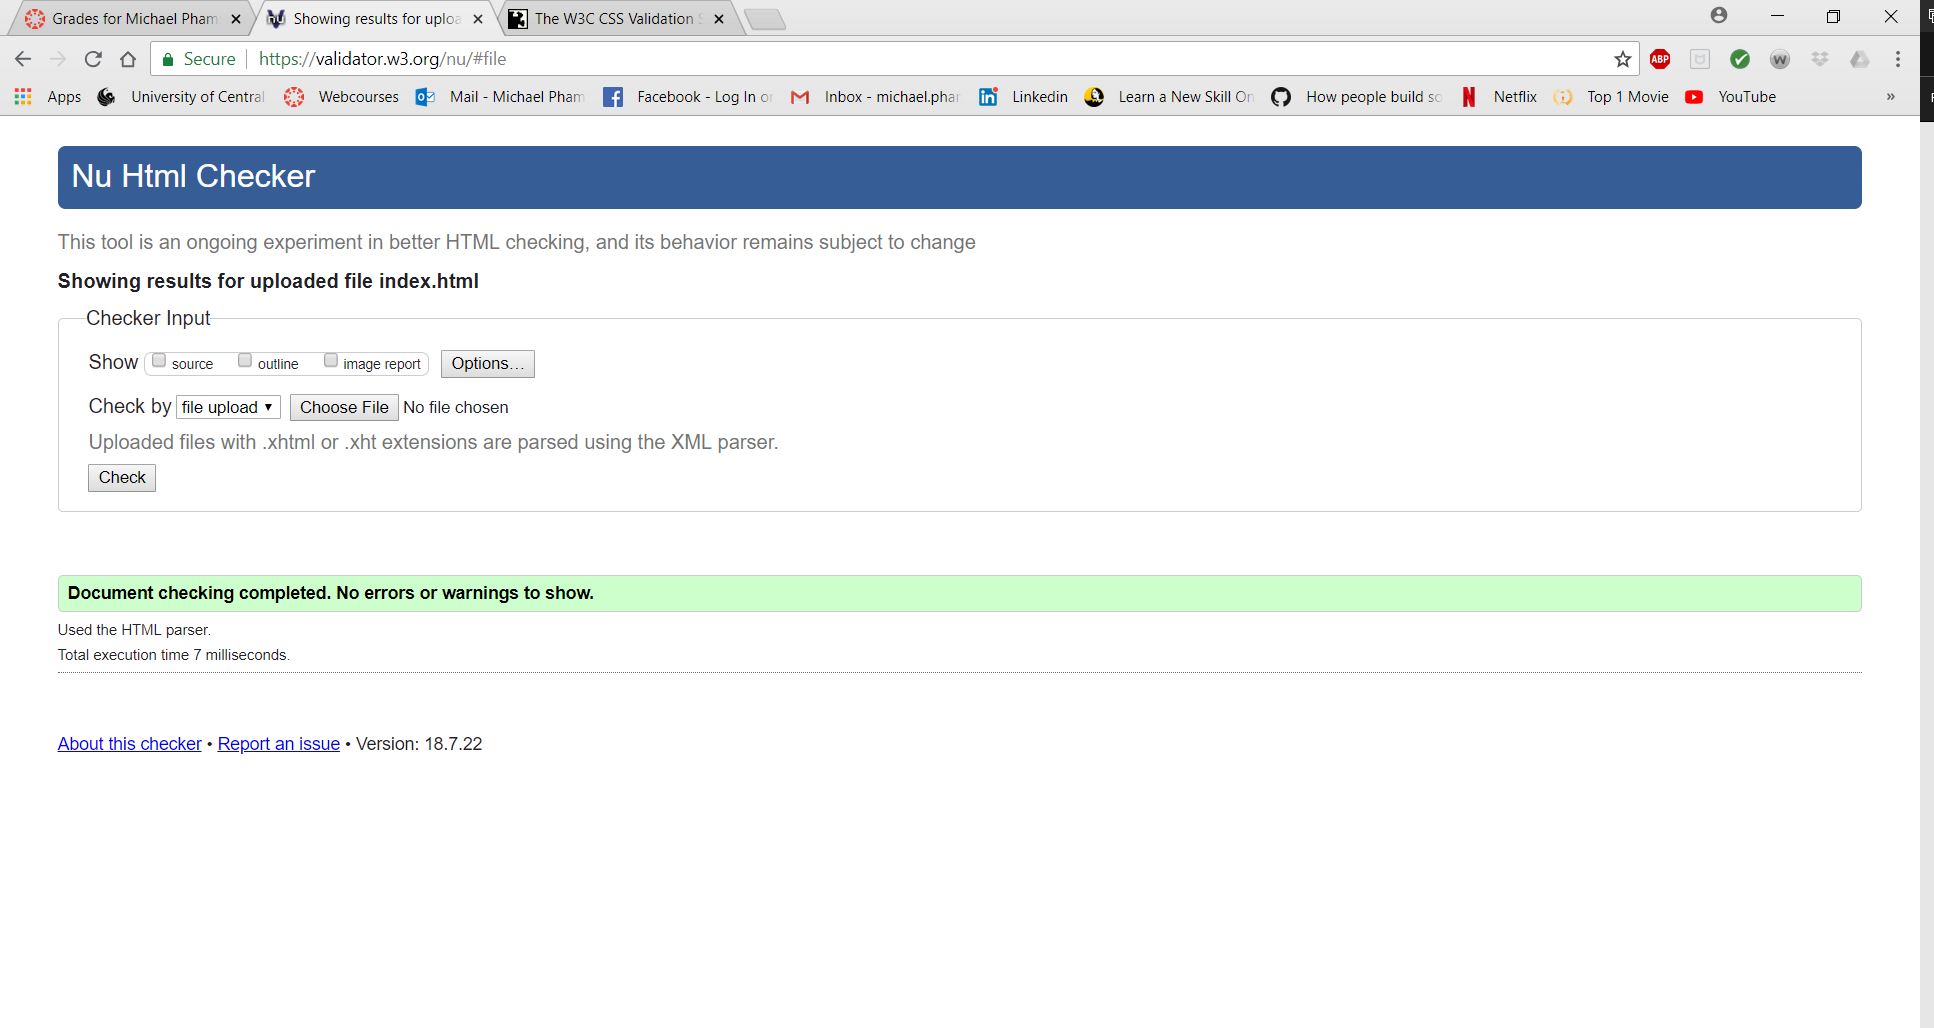 Grades for Michael Pham
Showing results for uploa
The W3C CSS Validation S
Secure
https://validator.w3.org/nu/#file
ABP
W
Apps
University of Central
Webcourses
Mail - Michael Pham
Facebook - Log In or
Inbox - michael.phar
Linkedin
Learn a New Skill On
How people build so
Netflix
Top 1 Movie
YouTube
»
Nu Html Checker
This tool is an ongoing experiment in better HTML checking, and its behavior remains subject to change
Showing results for uploaded file index.html
Checker Input
Show source outline image report Options…
Check by file upload Choose File No file chosen
Uploaded files with .xhtml or .xht extensions are parsed using the XML parser.
Check
Document checking completed. No errors or warnings to show.
Used the HTML parser.
Total execution time 7 milliseconds.
About this checker • Report an issue • Version: 18.7.22